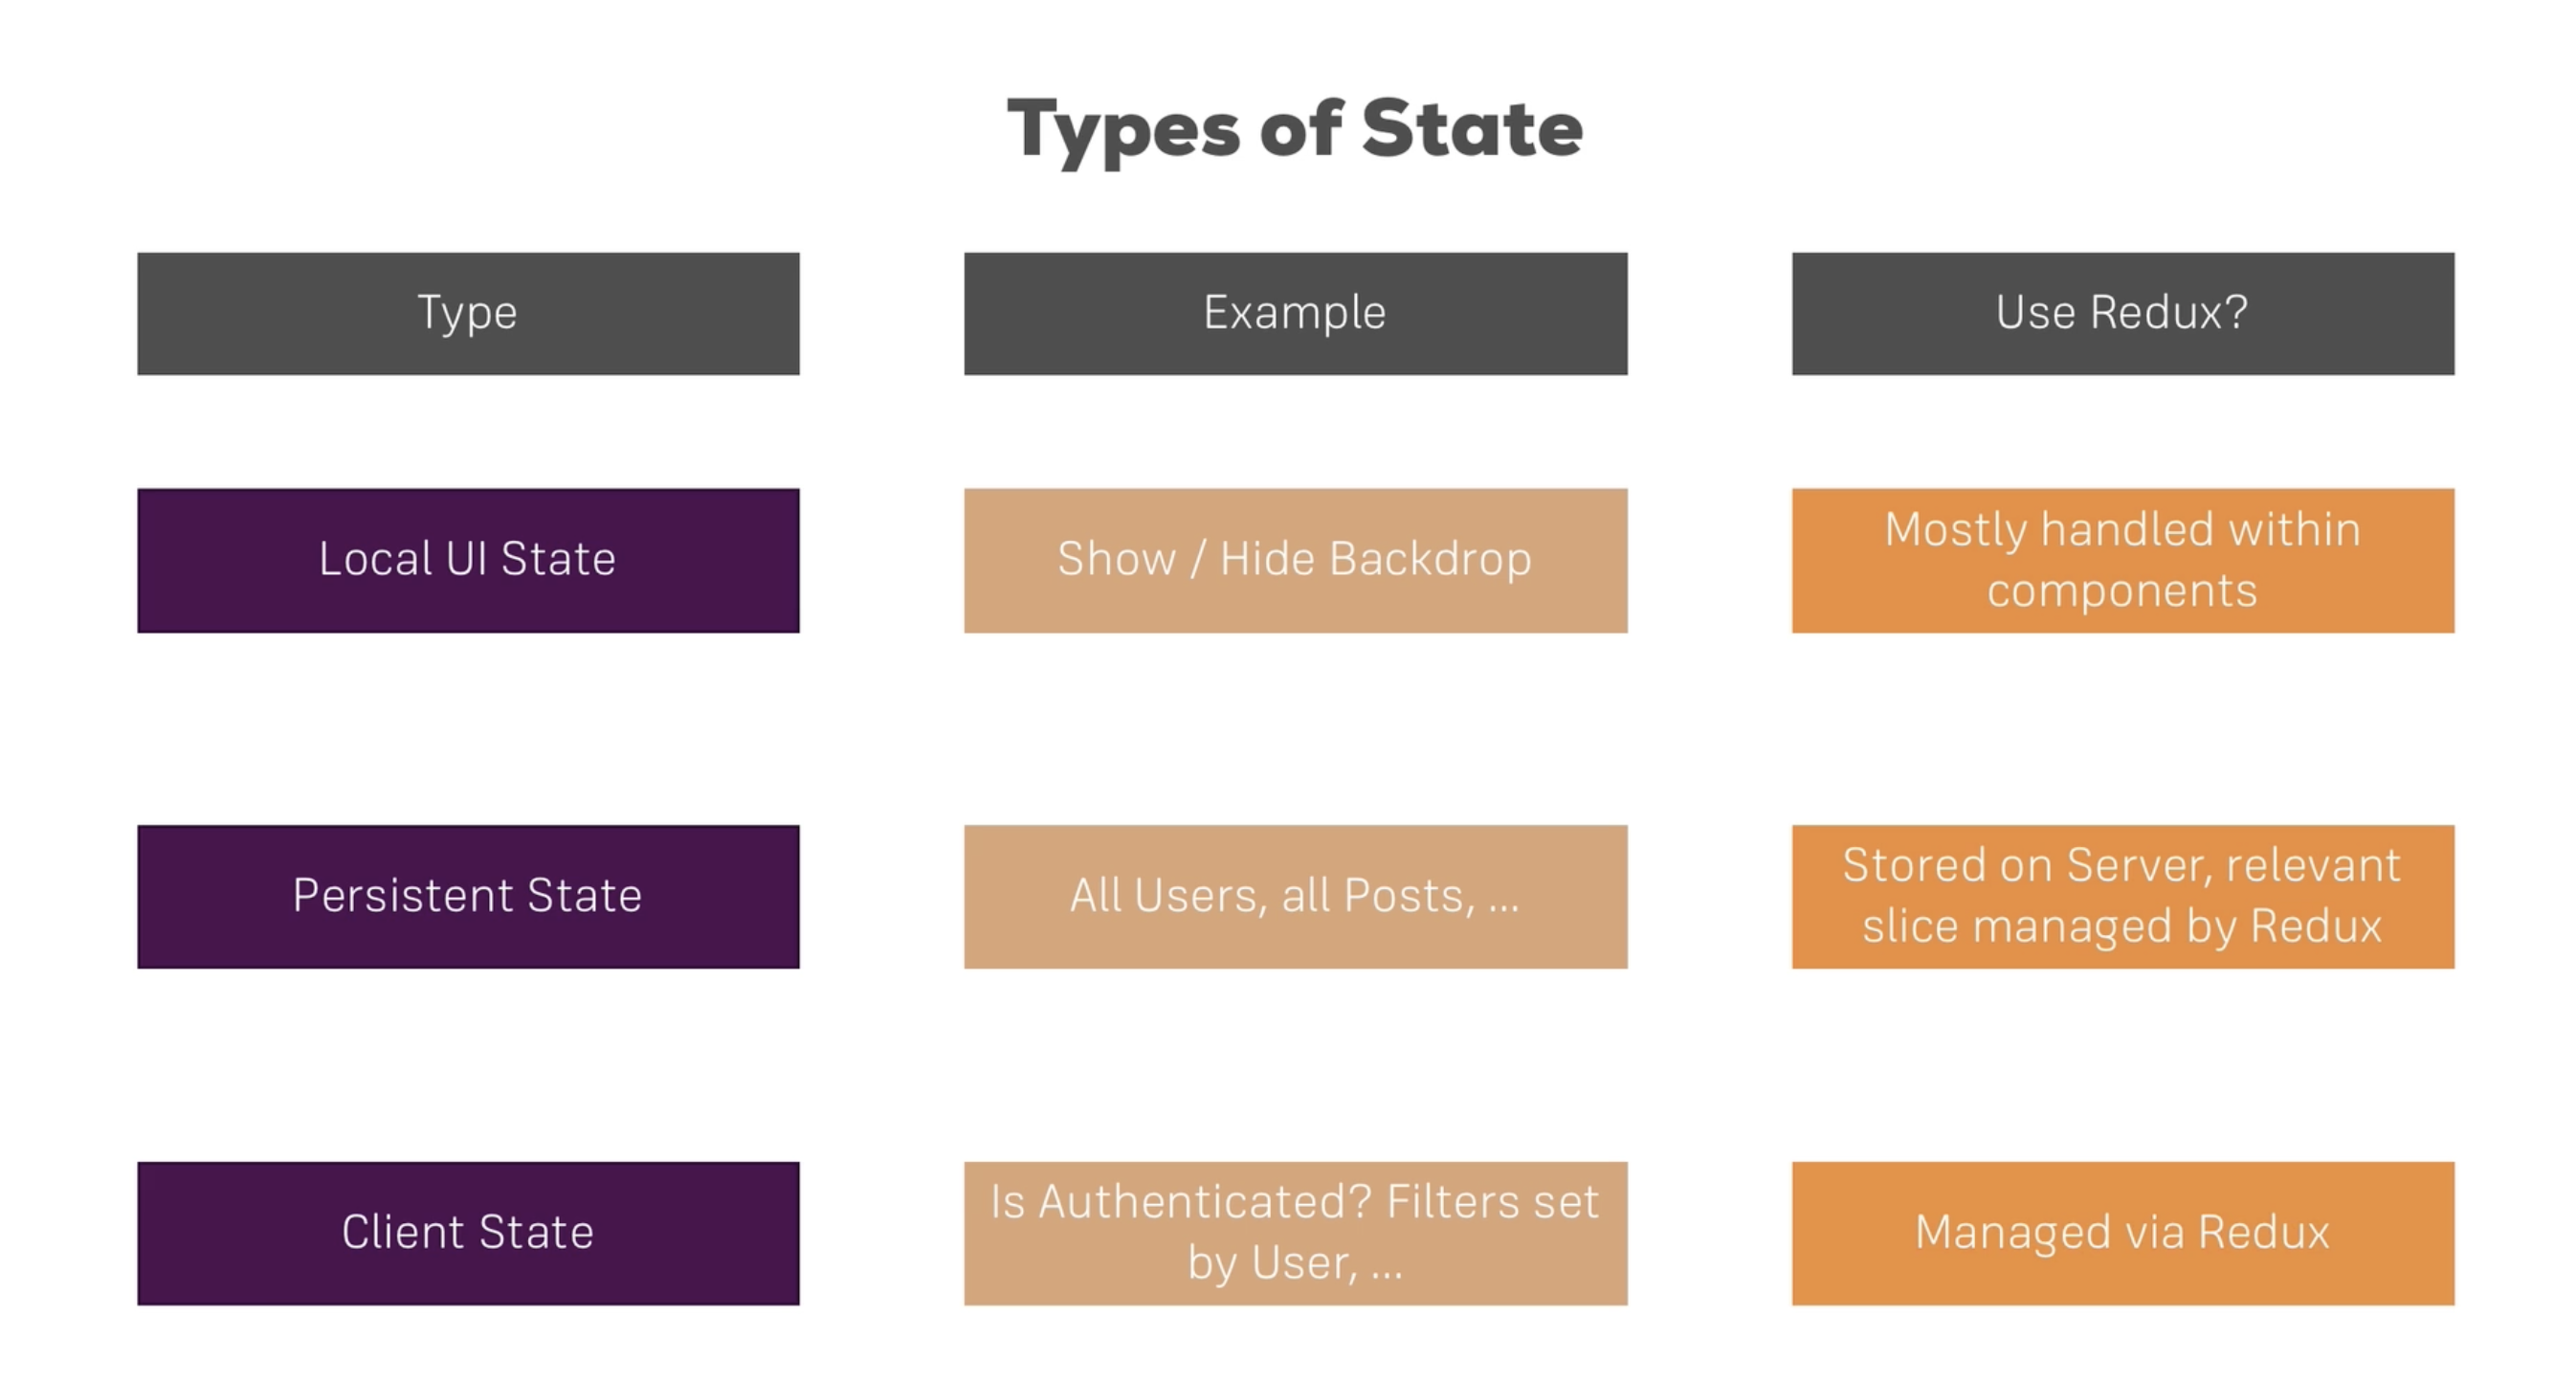 Types of State
Type
Example
Use Redux?
Local UI State
Show / Hide Backdrop
Mostly handled within
components
Persistent State
All Users, all Posts, ...
Stored on Server, relevant
slice managed by Redux
Client State
Is Authenticated? Filters set
by User, ...
Managed via Redux